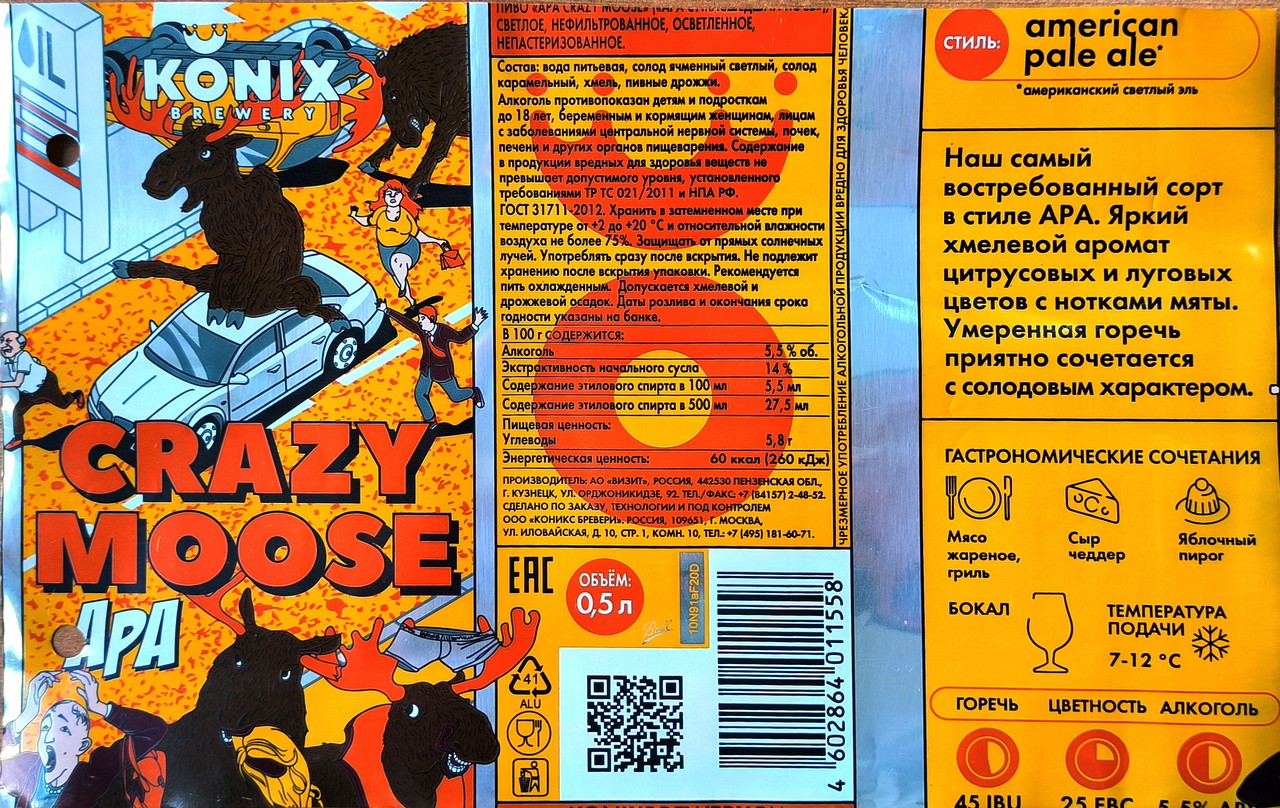 KONIX
BREWERY
CRAZY
MOOSE
APA
ПИВО «APA CRAZY MOOSE»
СВЕТЛОЕ, НЕФИЛЬТРОВАННОЕ, ОСВЕТЛЕННОЕ,
НЕПАСТЕРИЗОВАННОЕ.
Состав: вода питьевая, солод ячменный светлый, солод
карамельный, хмель, пивные дрожжи.
Алкоголь противопоказан детям и подросткам
до 18 лет, беременным и кормящим женщинам, лицам
с заболеваниями центральной нервной системы, почек,
печени и других органов пищеварения. Содержание
в продукции вредных для здоровья веществ не
превышает допустимого уровня, установленного
требованиями ТР ТС 021/2011 и НПА РФ.
ГОСТ 31711-2012. Хранить в затемненном месте при
температуре от +2 до +20 °С и относительной влажности
воздуха не более 75%. Защищать от прямых солнечных
лучей. Употреблять сразу после вскрытия. Не подлежит
хранению после вскрытия упаковки. Рекомендуется
пить охлажденным. Допускается хмелевой и
дрожжевой осадок. Даты розлива и окончания срока
годности указаны на банке.
В 100 г СОДЕРЖИТСЯ:
Алкоголь 5,5 % об.
Экстрактивность начального сусла 14 %
Содержание этилового спирта в 100 мл 5,5 мл
Содержание этилового спирта в 500 мл 27,5 мл
Пищевая ценность:
Углеводы 5,8 г
Энергетическая ценность: 60 ккал (260 кДж)
ПРОИЗВОДИТЕЛЬ: АО «ВИЗИТ», РОССИЯ, 442530 ПЕНЗЕНСКАЯ ОБЛ.,
Г. КУЗНЕЦК, УЛ. ОРДЖОНИКИДЗЕ, 92. ТЕЛ./ФАКС: +7 (84157) 2-48-52.
СДЕЛАНО ПО ЗАКАЗУ, ТЕХНОЛОГИИ И ПОД КОНТРОЛЕМ
ООО «КОНИКС БРЕВЕРИ». РОССИЯ, 109651, Г. МОСКВА,
УЛ. ИЛОВАЙСКАЯ, Д. 10, СТР. 1, КОМН. 10, ТЕЛ.: +7 (495) 181-60-71.
ЧРЕЗМЕРНОЕ УПОТРЕБЛЕНИЕ АЛКОГОЛЬНОЙ ПРОДУКЦИИ ВРЕДНО ДЛЯ ЗДОРОВЬЯ ЧЕЛОВЕК
EAC
ОБЪЁМ:
0,5 л
10N91aF20D
41
ALU
4 602864 011558
СТИЛЬ:
american
pale ale*
*американский светлый эль
Наш самый
востребованный сорт
в стиле APA. Яркий
хмелевой аромат
цитрусовых и луговых
цветов с нотками мяты.
Умеренная горечь
приятно сочетается
с солодовым характером.
ГАСТРОНОМИЧЕСКИЕ СОЧЕТАНИЯ
Мясо
жареное,
гриль
Сыр
чеддер
Яблочный
пирог
БОКАЛ
ТЕМПЕРАТУРА
ПОДАЧИ
7-12 °C
ГОРЕЧЬ ЦВЕТНОСТЬ АЛКОГОЛЬ
45 IBU 25 EBC